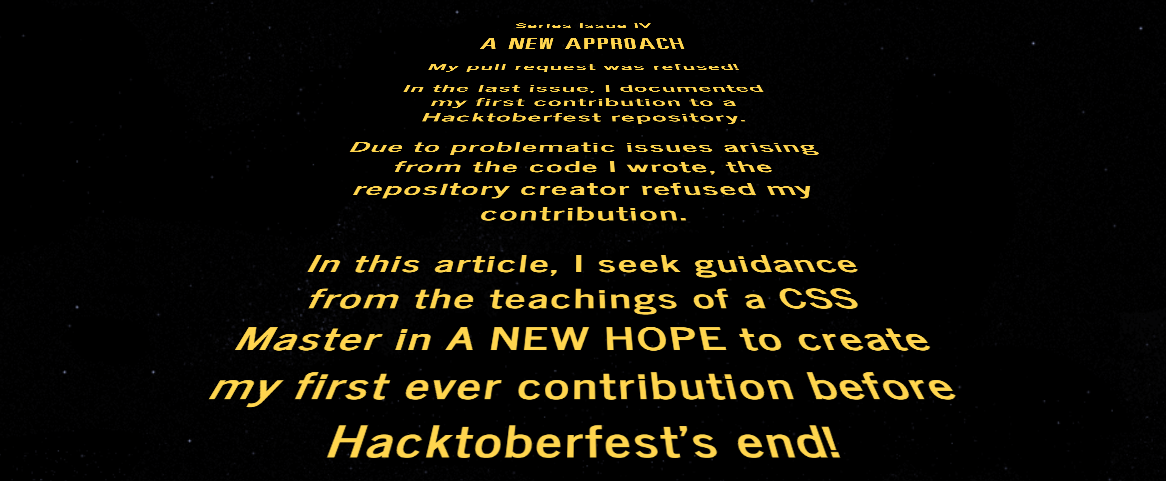 Series Issue IV
A NEW APPROACH
My pull request was refused!
In the last issue, I documented
my first contribution to a
Hacktoberfest repository.
Due to problematic issues arising
from the code I wrote, the
repository creator refused my
contribution.
In this article, I seek guidance
from the teachings of a CSS
Master in A NEW HOPE to create
my first ever contribution before
Hacktoberfest’s end!